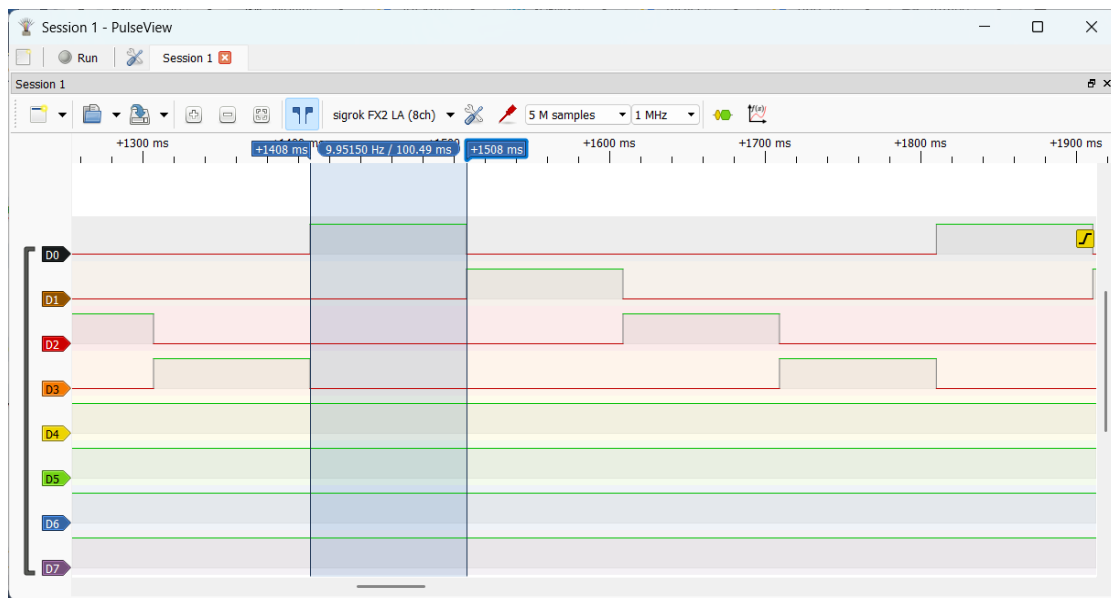 Session 1 - PulseView
Run Session 1
Session 1
sigrok FX2 LA (8ch) 5 M samples 1 MHz
+1300 ms +1600 ms +1700 ms +1800 ms +1900 ms
+1408 ms 9.95150 Hz / 100.49 ms +1508 ms
D0
D1
D2
D3
D4
D5
D6
D7